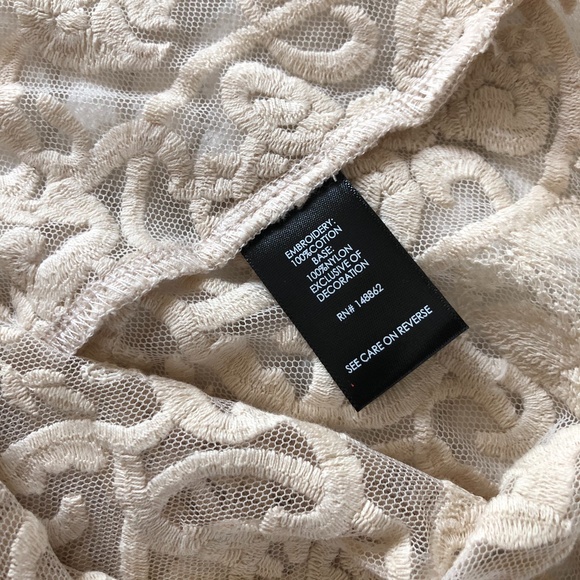 EMBROIDERY:
100%COTTON
BASE:
100%NYLON
EXCLUSIVE OF
DECORATION
RN# 148862
SEE CARE ON REVERSE